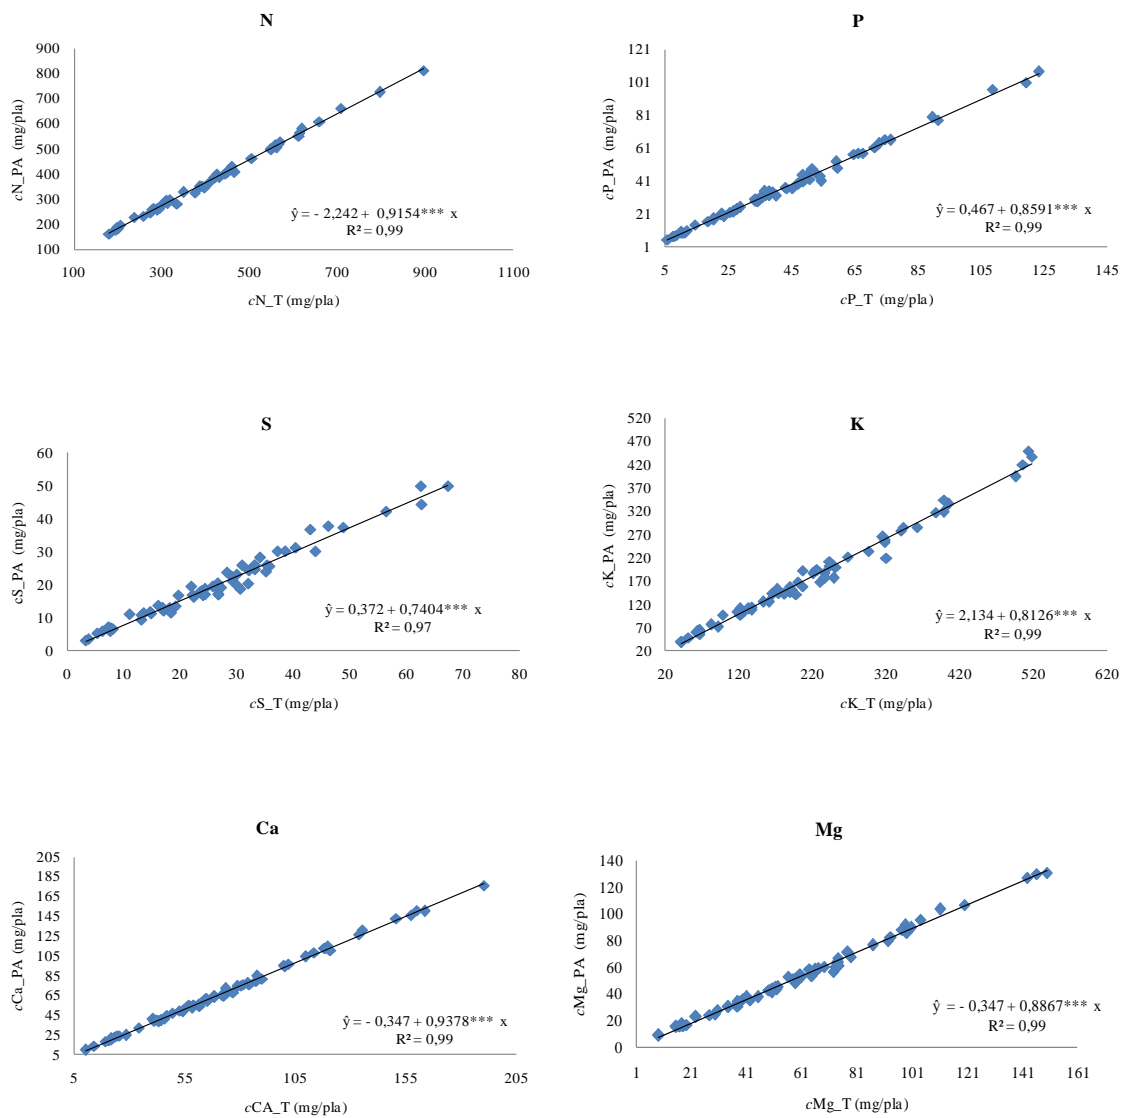 N
900
800
700
600
500
400
300
200
100
cN_PA (mg/pla)
ŷ = - 2,242 + 0,9154*** x
R² = 0,99
100 300 500 700 900 1100
cN_T (mg/pla)
P
121
101
81
61
41
21
1
cP_PA (mg/pla)
ŷ = 0,467 + 0,8591*** x
R² = 0,99
5 25 45 65 85 105 125 145
cP_T (mg/pla)
S
60
50
40
30
20
10
0
cS_PA (mg/pla)
ŷ = 0,372 + 0,7404*** x
R² = 0,97
0 10 20 30 40 50 60 70 80
cS_T (mg/pla)
K
520
470
420
370
320
270
220
170
120
70
20
cK_PA (mg/pla)
ŷ = 2,134 + 0,8126*** x
R² = 0,99
20 120 220 320 420 520 620
cK_T (mg/pla)
Ca
205
185
165
145
125
105
85
65
45
25
5
cCa_PA (mg/pla)
ŷ = - 0,347 + 0,9378*** x
R² = 0,99
5 55 105 155 205
cCA_T (mg/pla)
Mg
140
120
100
80
60
40
20
0
cMg_PA (mg/pla)
ŷ = - 0,347 + 0,8867*** x
R² = 0,99
1 21 41 61 81 101 121 141 161
cMg_T (mg/pla)